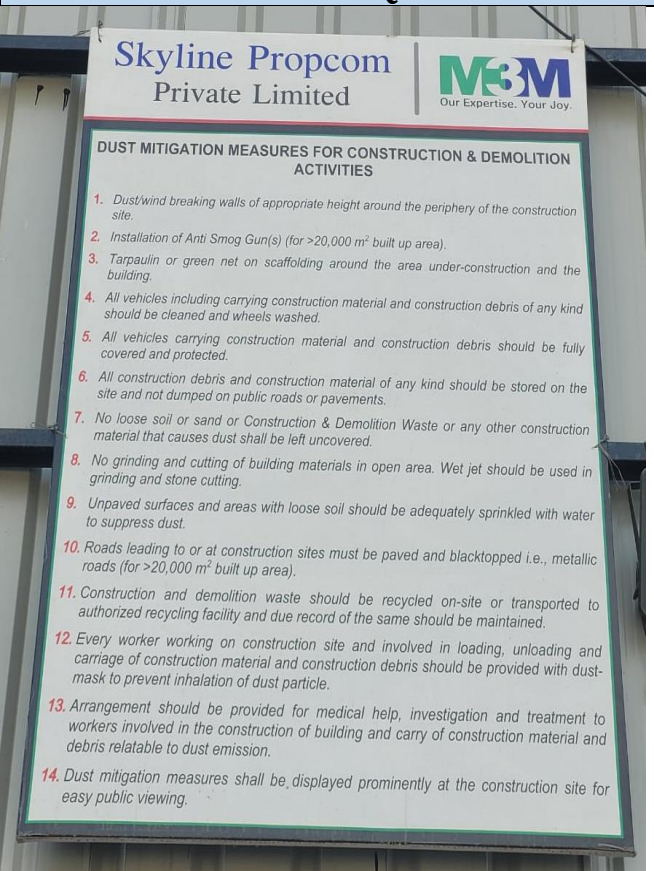 Skyline Propcom
Private Limited
M3M
Our Expertise. Your Joy.
DUST MITIGATION MEASURES FOR CONSTRUCTION & DEMOLITION
ACTIVITIES
1. Dust/wind breaking walls of appropriate height around the periphery of the construction
site.
2. Installation of Anti Smog Gun(s) (for >20,000 m² built up area).
3. Tarpaulin or green net on scaffolding around the area under-construction and the
building.
4. All vehicles including carrying construction material and construction debris of any kind
should be cleaned and wheels washed.
5. All vehicles carrying construction material and construction debris should be fully
covered and protected.
6. All construction debris and construction material of any kind should be stored on the
site and not dumped on public roads or pavements.
7. No loose soil or sand or Construction & Demolition Waste or any other construction
material that causes dust shall be left uncovered.
8. No grinding and cutting of building materials in open area. Wet jet should be used in
grinding and stone cutting.
9. Unpaved surfaces and areas with loose soil should be adequately sprinkled with water
to suppress dust.
10. Roads leading to or at construction sites must be paved and blacktopped i.e., metallic
roads (for >20,000 m² built up area).
11. Construction and demolition waste should be recycled on-site or transported to
authorized recycling facility and due record of the same should be maintained.
12. Every worker working on construction site and involved in loading, unloading and
carriage of construction material and construction debris should be provided with dust-
mask to prevent inhalation of dust particle.
13. Arrangement should be provided for medical help, investigation and treatment to
workers involved in the construction of building and carry of construction material and
debris relatable to dust emission.
14. Dust mitigation measures shall be displayed prominently at the construction site for
easy public viewing.